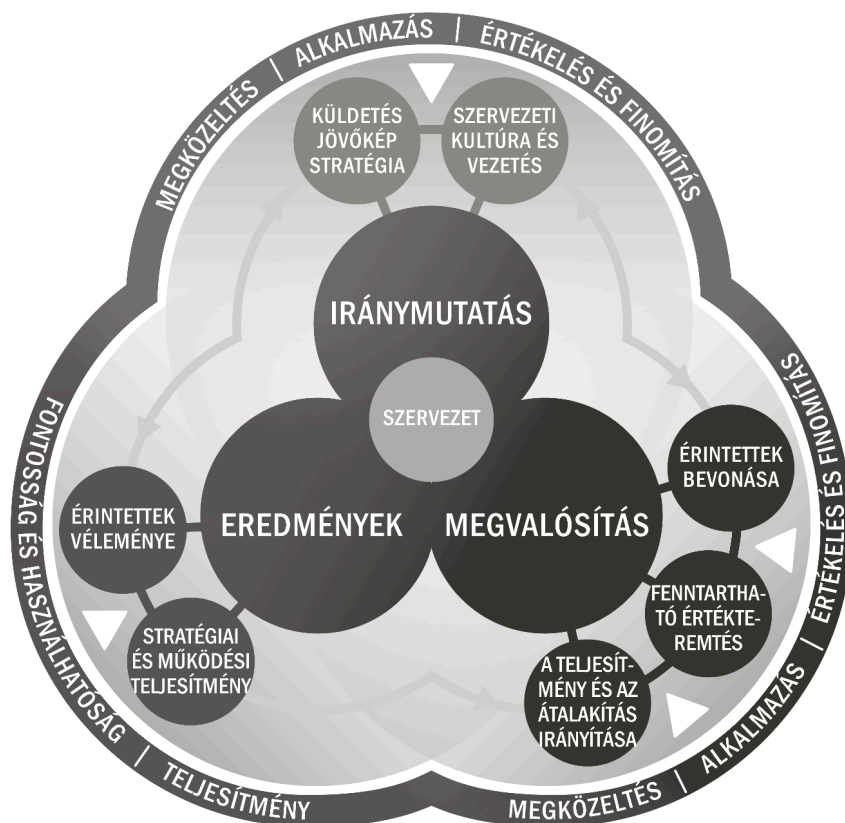 MEGKÖZELTÉS | ALKALMAZÁS | ÉRTÉKELÉS ÉS FINOMÍTÁS
KÜLDETÉS
JÖVŐKÉP
STRATÉGIA
SZERVEZETI
KULTÚRA ÉS
VEZETÉS
IRÁNYMUTATÁS
SZERVEZET
EREDMÉNYEK
MEGVALÓSÍTÁS
ÉRINTETTEK
VÉLEMÉNYE
STRATÉGIAI
ÉS MŰKÖDÉSI
TELJESÍTMÉNY
ÉRINTETTEK
BEVONÁSA
FENNTARTHA-
TÓ ÉRTÉKTE-
REMTÉS
A TELJESÍT-
MÉNY ÉS AZ
ÁTALAKÍTÁS
IRÁNYÍTÁSA
FONTOSSÁG ÉS HASZNÁLHATÓSÁG | TELJESÍTMÉNY
MEGKÖZELTÉS | ALKALMAZÁS | ÉRTÉKELÉS ÉS FINOMÍTÁS